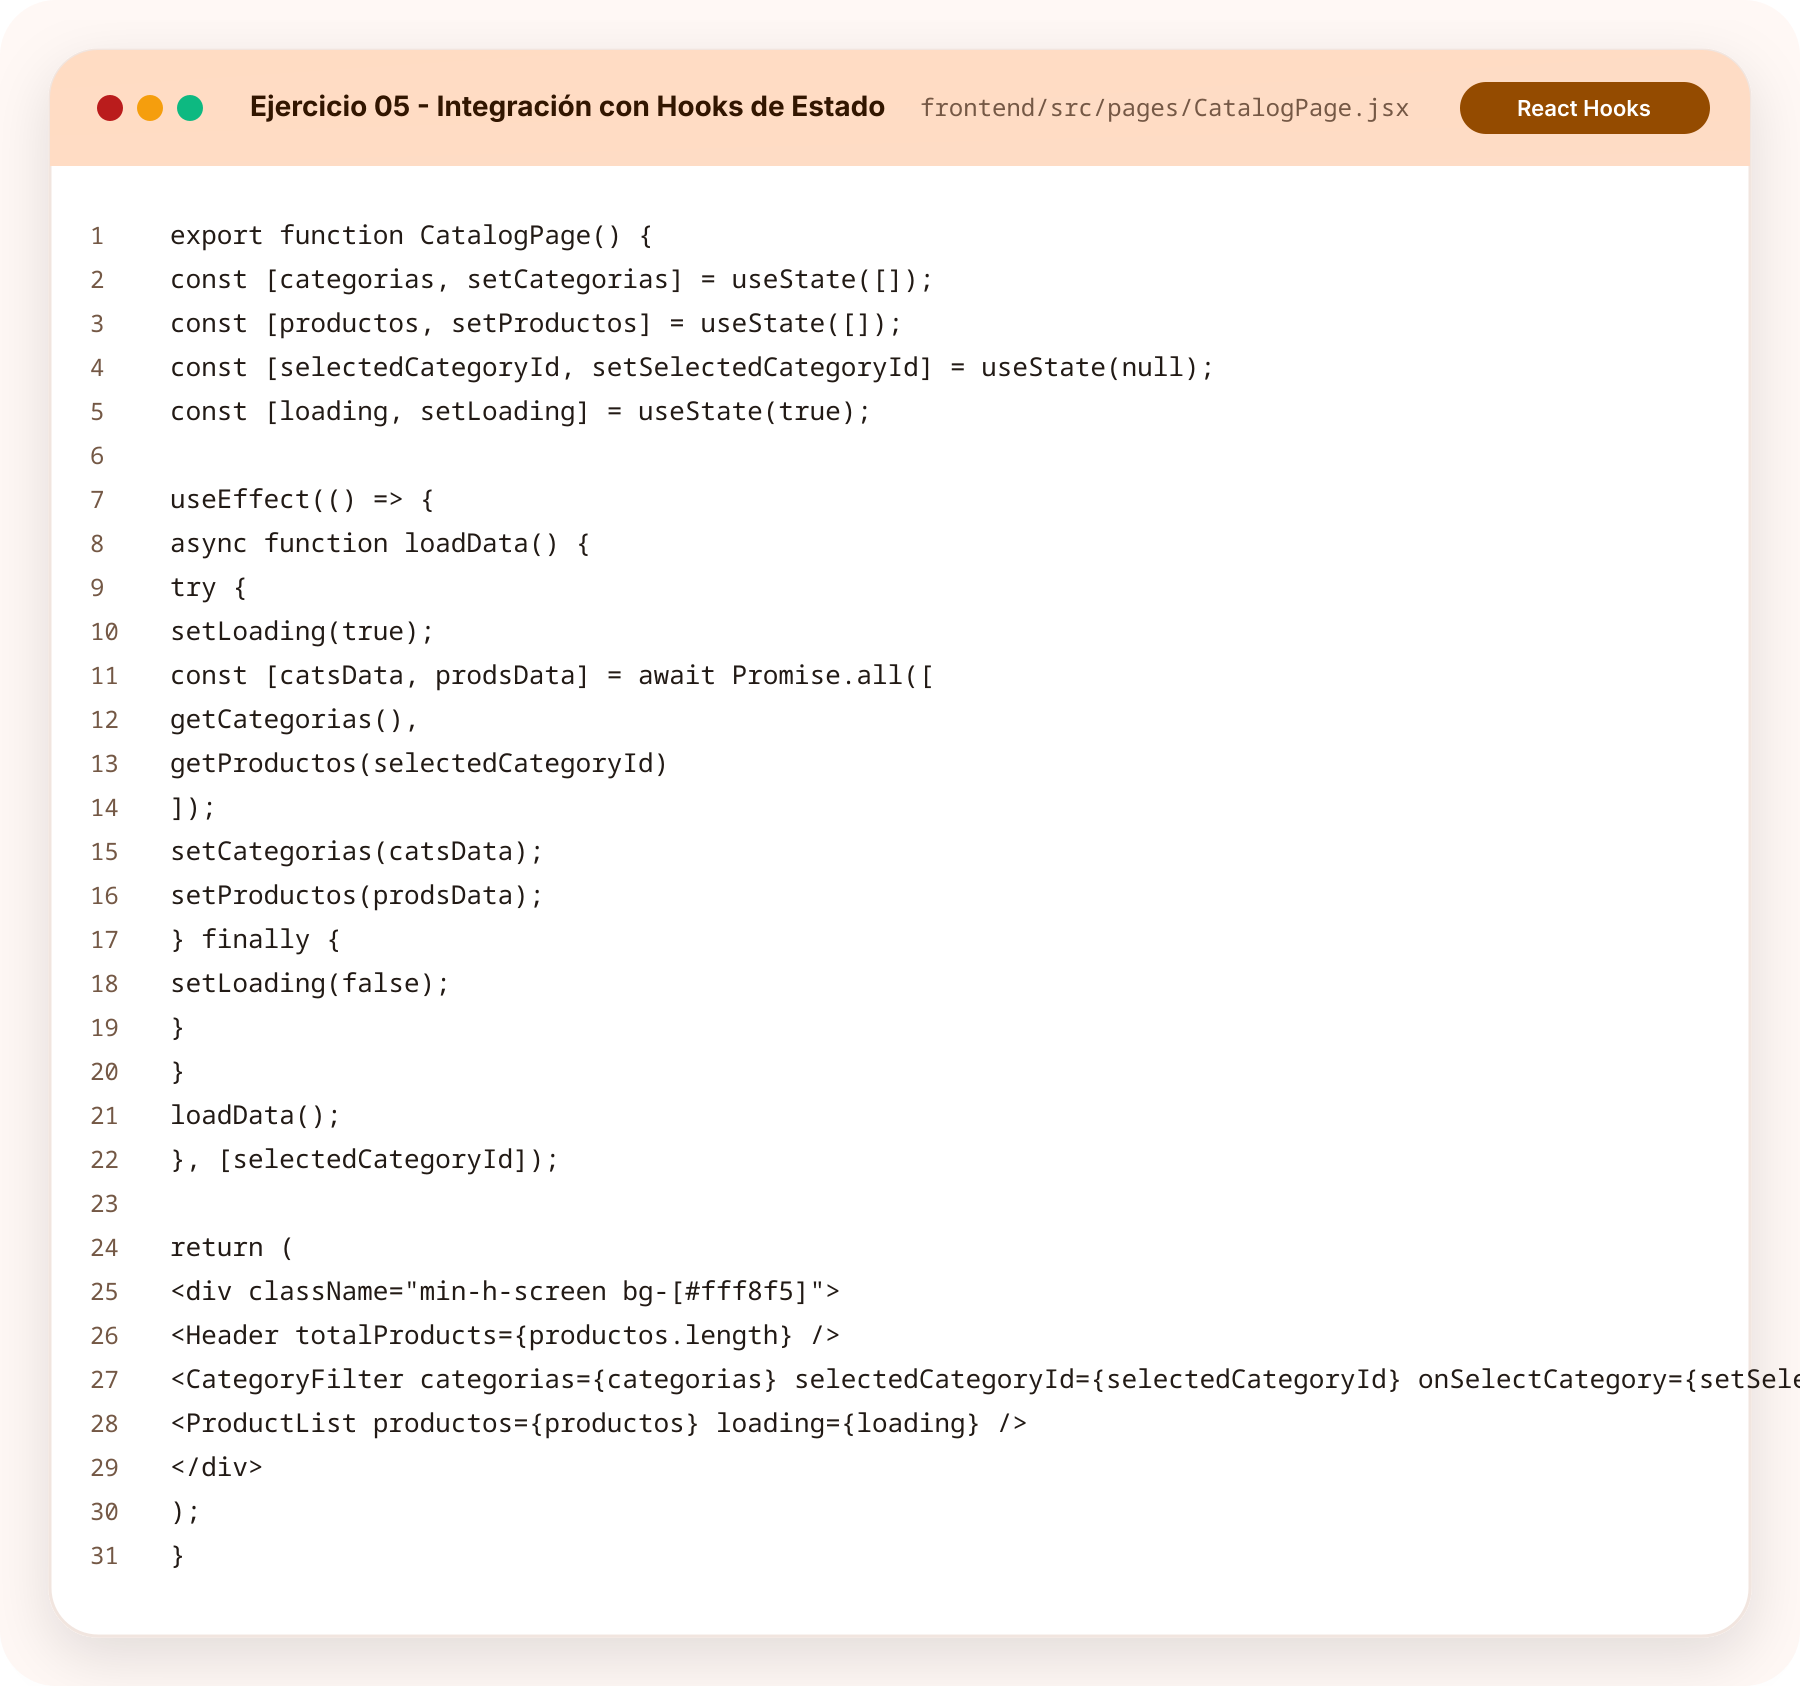 Ejercicio 05 - Integración con Hooks de Estado frontend/src/pages/CatalogPage.jsx React Hooks
1 export function CatalogPage() {
2 const [categorias, setCategorias] = useState([]);
3 const [productos, setProductos] = useState([]);
4 const [selectedCategoryId, setSelectedCategoryId] = useState(null);
5 const [loading, setLoading] = useState(true);
6
7 useEffect(() => {
8 async function loadData() {
9 try {
10 setLoading(true);
11 const [catsData, prodsData] = await Promise.all([
12 getCategorias(),
13 getProductos(selectedCategoryId)
14 ]);
15 setCategorias(catsData);
16 setProductos(prodsData);
17 } finally {
18 setLoading(false);
19 }
20 }
21 loadData();
22 }, [selectedCategoryId]);
23
24 return (
25 <div className="min-h-screen bg-[#fff8f5]">
26 <Header totalProducts={productos.length} />
27 <CategoryFilter categorias={categorias} selectedCategoryId={selectedCategoryId} onSelectCategory={setSele
28 <ProductList productos={productos} loading={loading} />
29 </div>
30 );
31 }